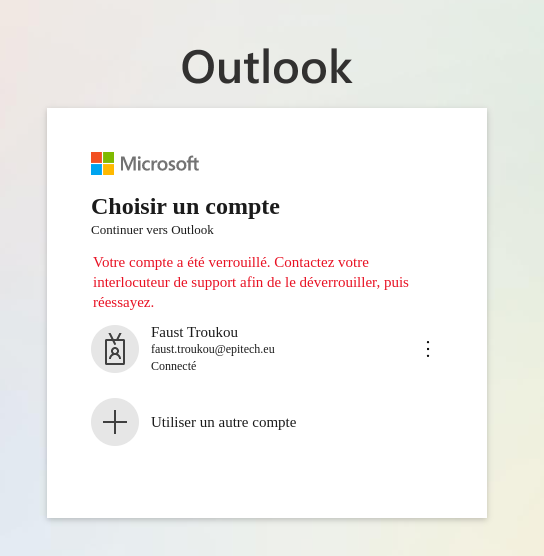 Outlook
Microsoft
Choisir un compte
Continuer vers Outlook
Votre compte a été verrouillé. Contactez votre
interlocuteur de support afin de le déverrouiller, puis
réessayez.
Faust Troukou
faust.troukou@epitech.eu
Connecté
Utiliser un autre compte